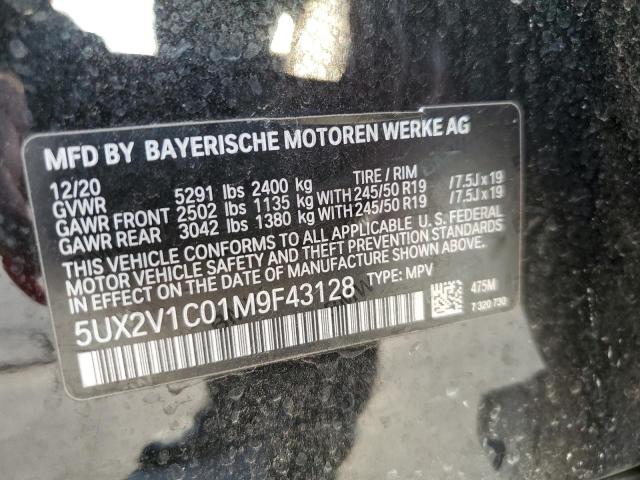 MFD BY BAYERISCHE MOTOREN WERKE AG
12/20 TIRE / RIM
GVWR 5291 lbs 2400 kg
GAWR FRONT 2502 lbs 1135 kg WITH 245/50 R19 /7.5J x 19
GAWR REAR 3042 lbs 1380 kg WITH 245/50 R19 /7.5J x 19
THIS VEHICLE CONFORMS TO ALL APPLICABLE U. S. FEDERAL
MOTOR VEHICLE SAFETY AND THEFT PREVENTION STANDARDS
IN EFFECT ON THE DATE OF MANUFACTURE SHOWN ABOVE.
5UX2V1C01M9F43128 TYPE: MPV
475M
7 320 730